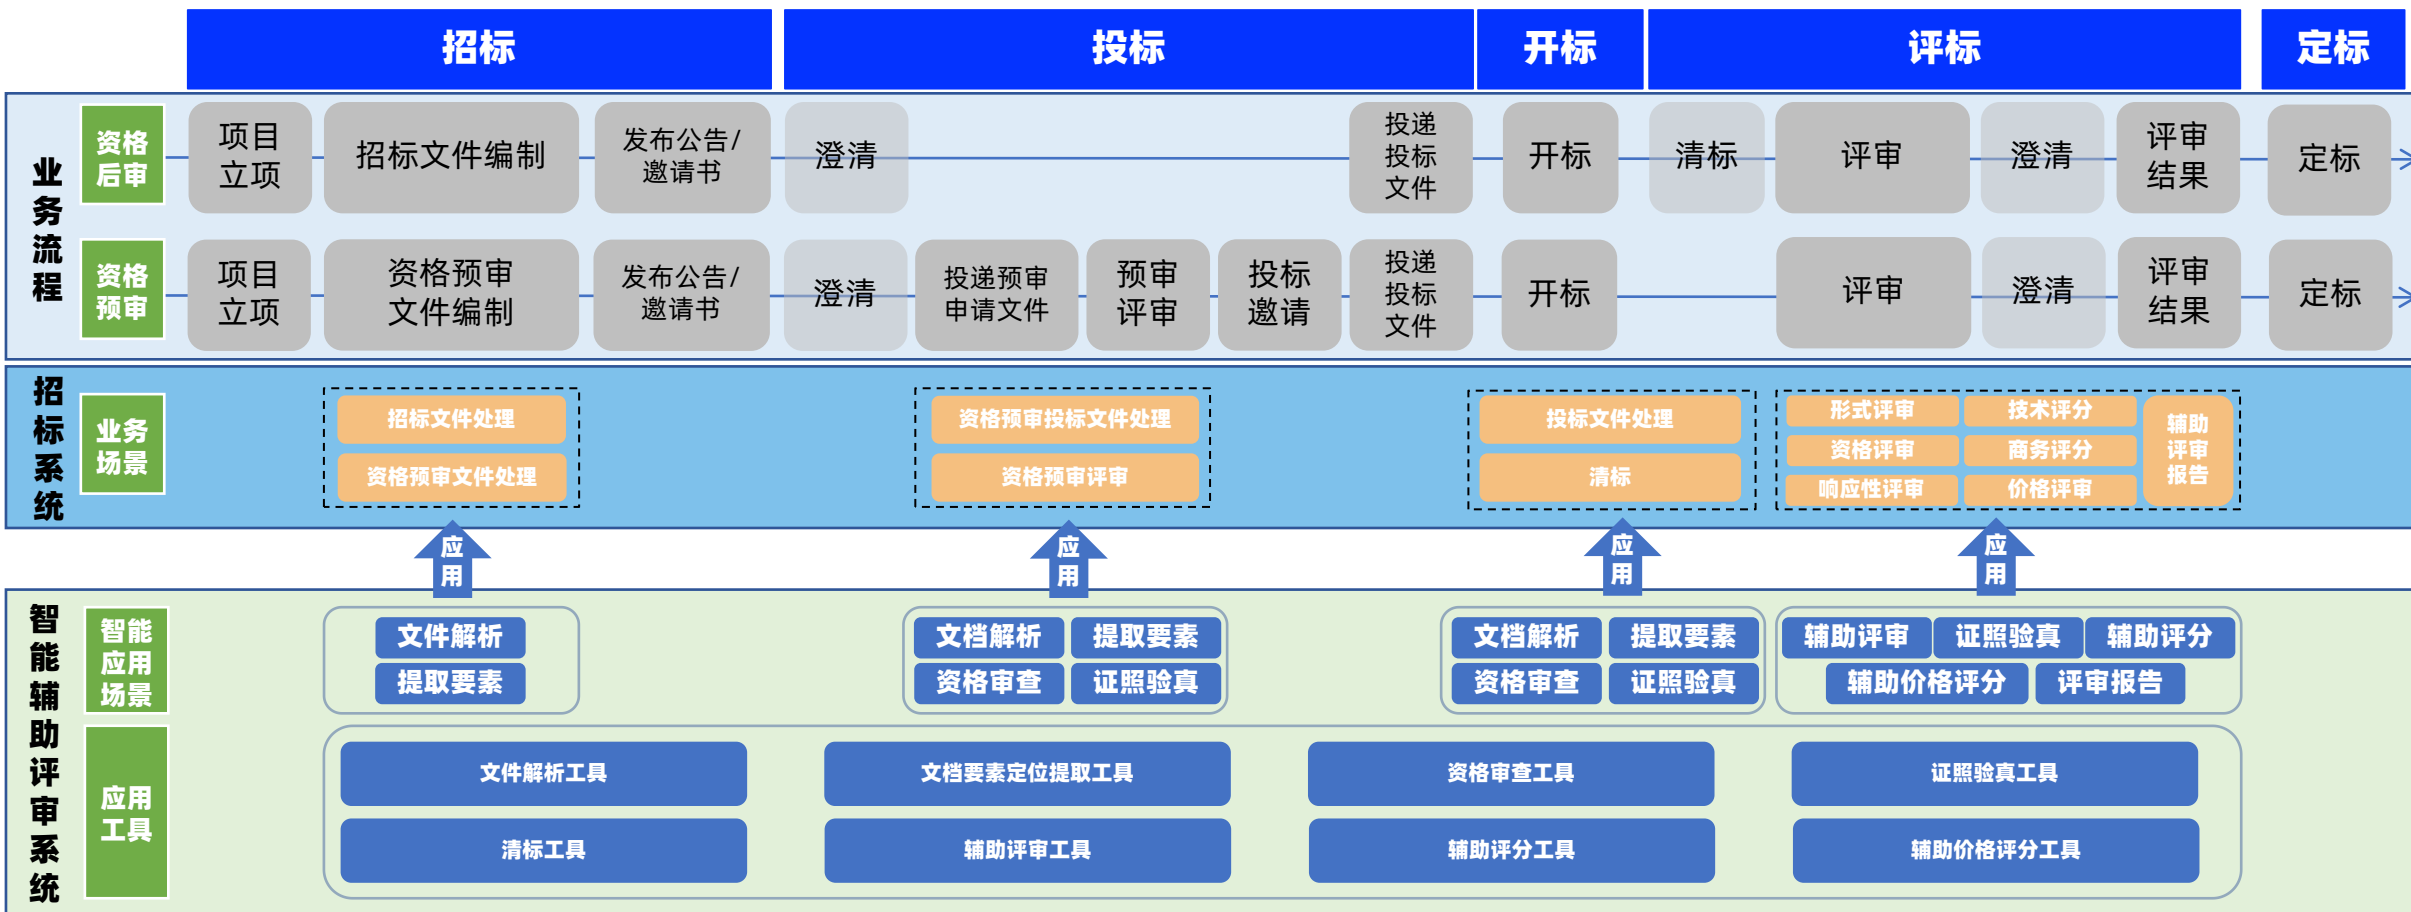 招标
投标
开标
评标
定标
业务流程
资格
后审
项目
立项
招标文件编制
发布公告/
邀请书
澄清
投递
投标
文件
开标
清标
评审
澄清
评审
结果
定标
资格
预审
项目
立项
资格预审
文件编制
发布公告/
邀请书
澄清
投递预审
申请文件
预审
评审
投标
邀请
投递
投标
文件
开标
评审
澄清
评审
结果
定标
招标系统
业务
场景
招标文件处理
资格预审文件处理
资格预审投标文件处理
资格预审评审
投标文件处理
清标
形式评审
技术评分
资格评审
商务评分
响应性评审
价格评审
辅助
评审
报告
应用
应用
应用
应用
智能辅助评审系统
智能
应用
场景
文件解析
提取要素
文档解析
提取要素
资格审查
证照验真
文档解析
提取要素
资格审查
证照验真
辅助评审
证照验真
辅助评分
辅助价格评分
评审报告
应用
工具
文件解析工具
文档要素定位提取工具
资格审查工具
证照验真工具
清标工具
辅助评审工具
辅助评分工具
辅助价格评分工具